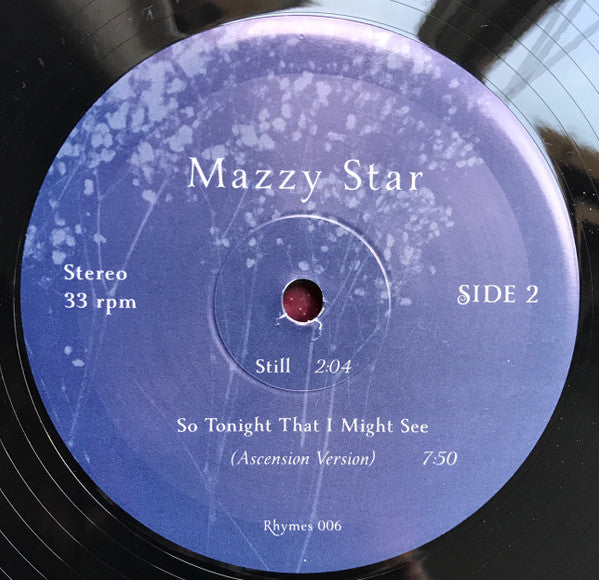 Mazzy Star
Stereo
33 rpm
SIDE 2
Still 2:04
So Tonight That I Might See
(Ascension Version) 7:50
Rhymes 006